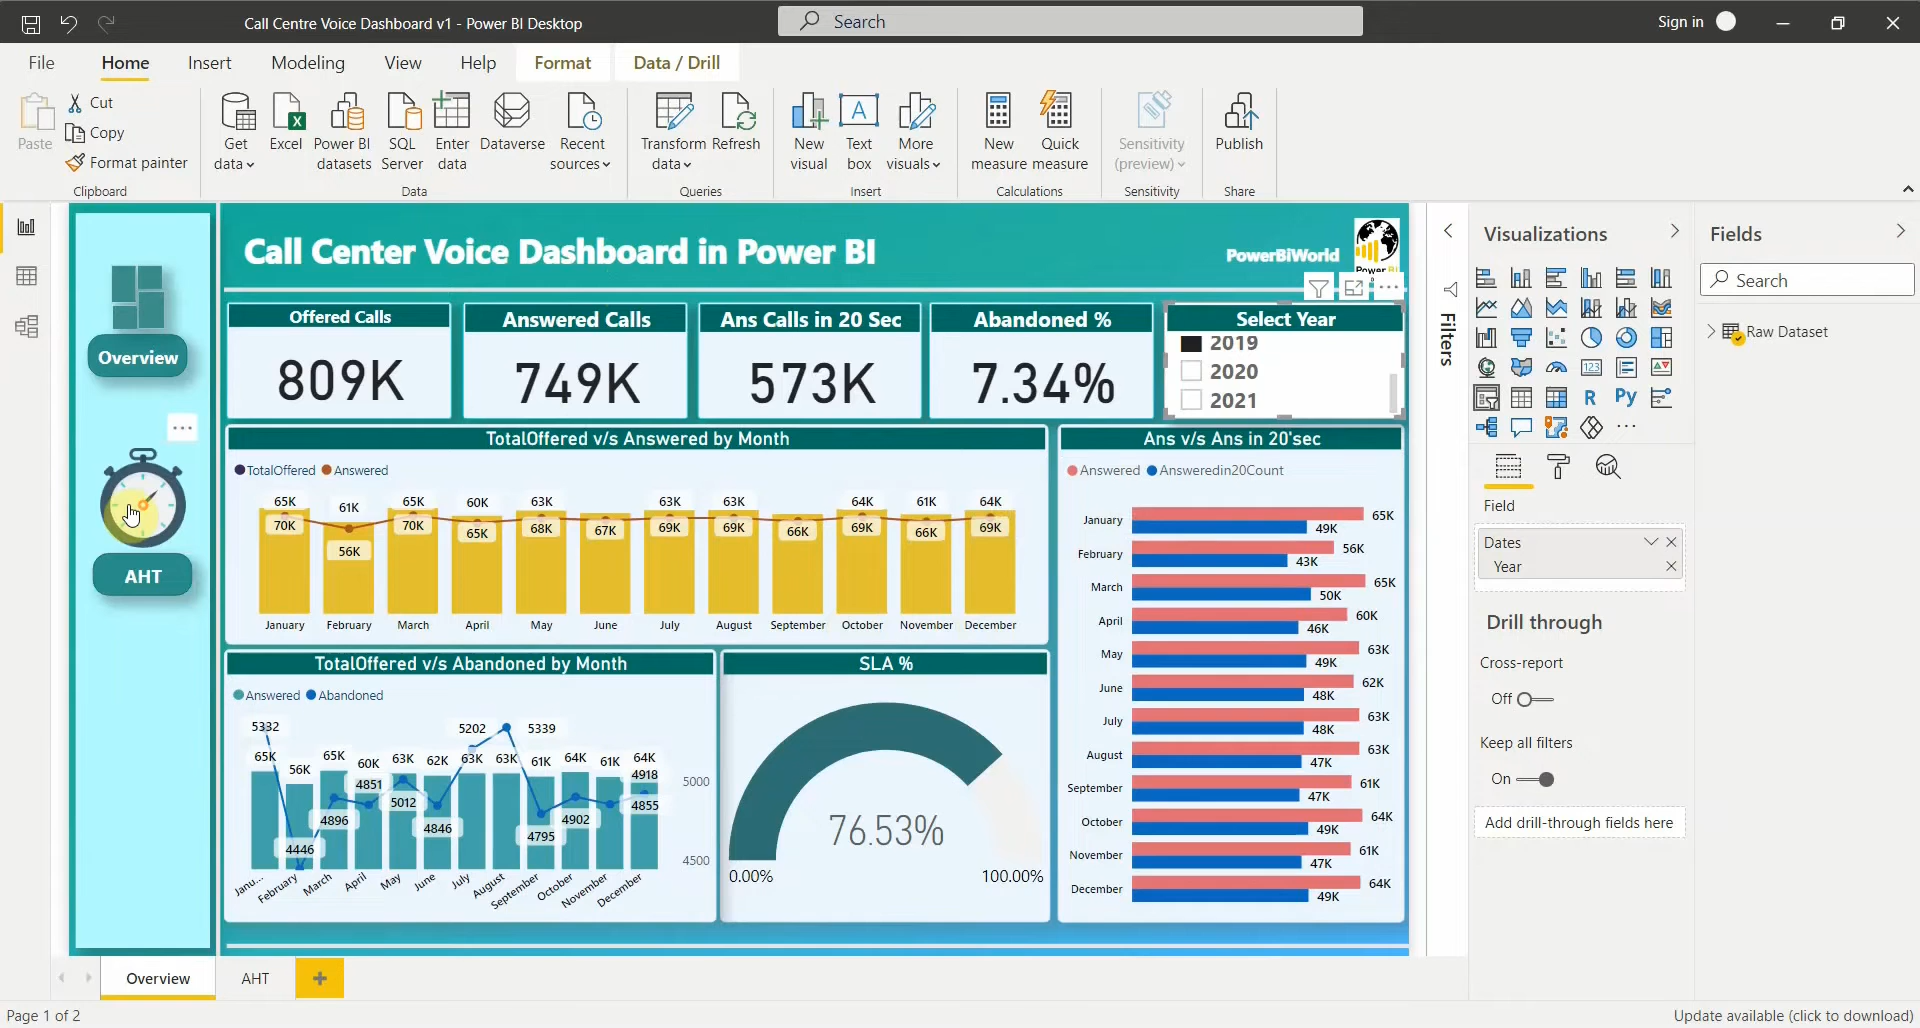 Call Centre Voice Dashboard v1 - Power BI Desktop
Search
Sign in
File Home Insert Modeling View Help Format Data / Drill
Paste
Cut
Copy
Format painter
Clipboard
Get data
Excel
Power BI datasets
SQL Server
Enter data
Dataverse
Recent sources
Data
Transform data
Refresh
Queries
New visual
Text box
More visuals
Insert
New measure
Quick measure
Calculations
Sensitivity (preview)
Sensitivity
Publish
Share
Overview
AHT
Call Center Voice Dashboard in Power BI
PowerBiWorld
Power BI
Offered Calls
809K
Answered Calls
749K
Ans Calls in 20 Sec
573K
Abandoned %
7.34%
Select Year
2019
2020
2021
TotalOffered v/s Answered by Month
TotalOffered Answered
65K 61K 65K 60K 63K 63K 63K 64K 61K 64K
70K 56K 70K 65K 68K 67K 69K 69K 66K 69K 66K 69K
January February March April May June July August September October November December
TotalOffered v/s Abandoned by Month
Answered Abandoned
5332 5202 5339
65K 56K 65K 60K 63K 62K 63K 63K 61K 64K 61K 64K
4446 4896 4851 5012 4846 4795 4902 4855 4918
5000
4500
Janu... February March April May June July August September October November December
SLA %
76.53%
0.00% 100.00%
Ans v/s Ans in 20'sec
Answered Answeredin20Count
January 65K 49K
February 56K 43K
March 65K 50K
April 60K 46K
May 63K 49K
June 62K 48K
July 63K 48K
August 63K 47K
September 61K 47K
October 64K 49K
November 61K 47K
December 64K 49K
Filters
Visualizations
123
R
Py
Field
Dates
Year
Drill through
Cross-report
Off
Keep all filters
On
Add drill-through fields here
Fields
Search
Raw Dataset
Overview AHT
Page 1 of 2
Update available (click to download)